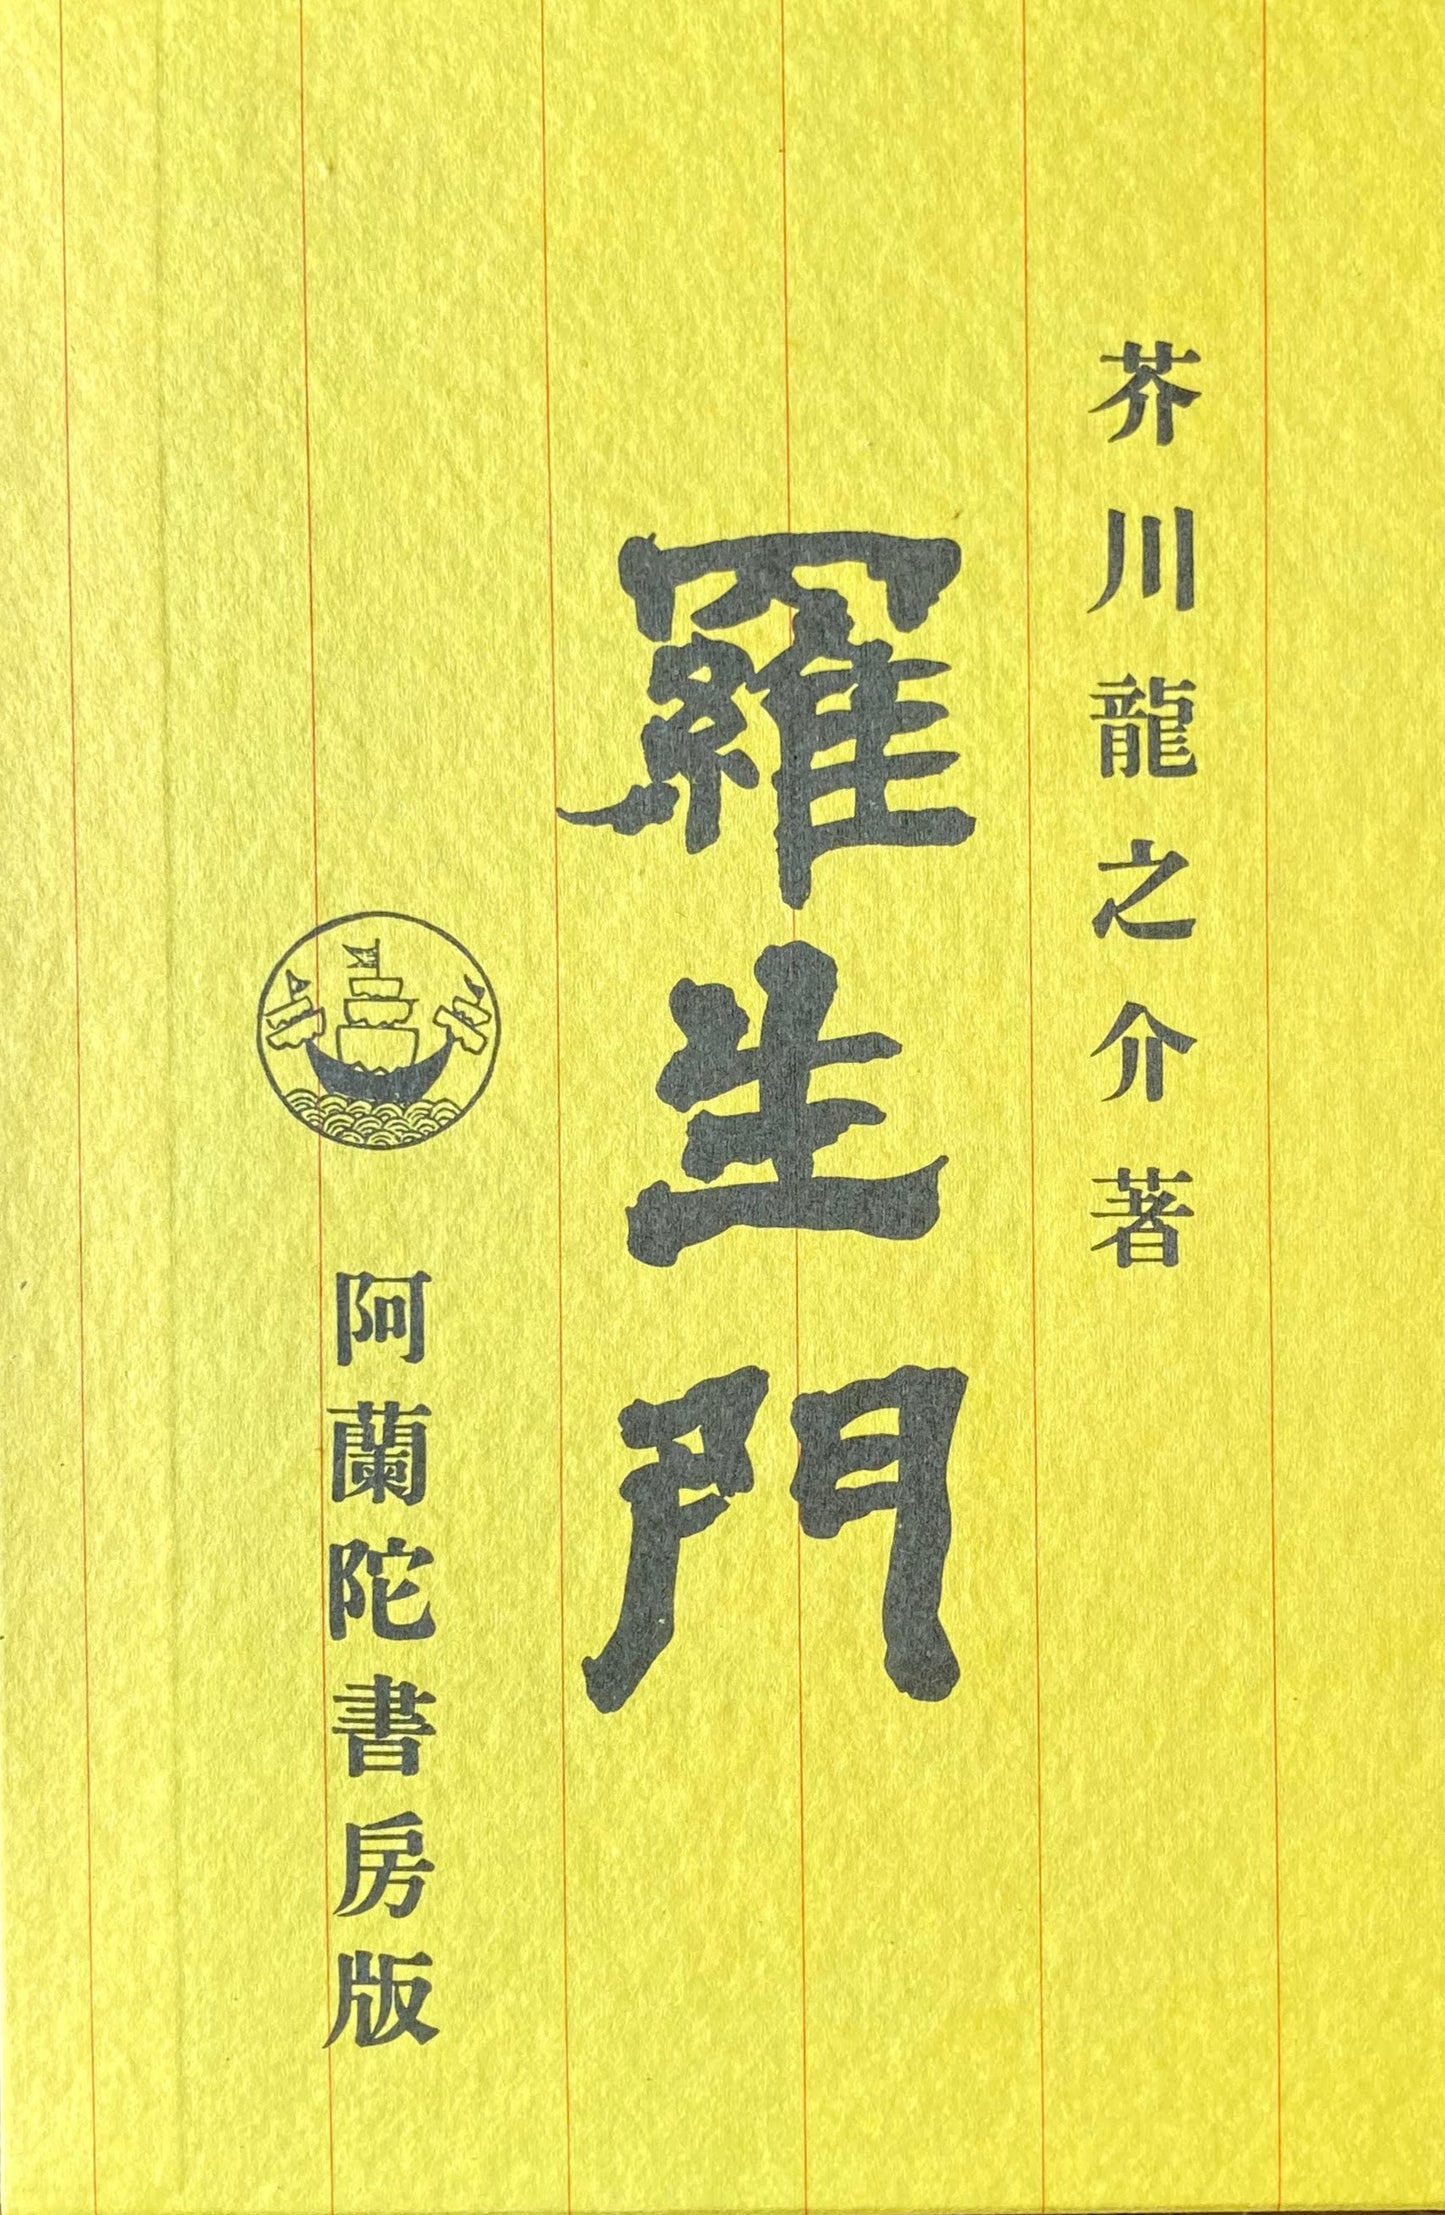 芥川龍之介著
羅生門
阿蘭陀書房版